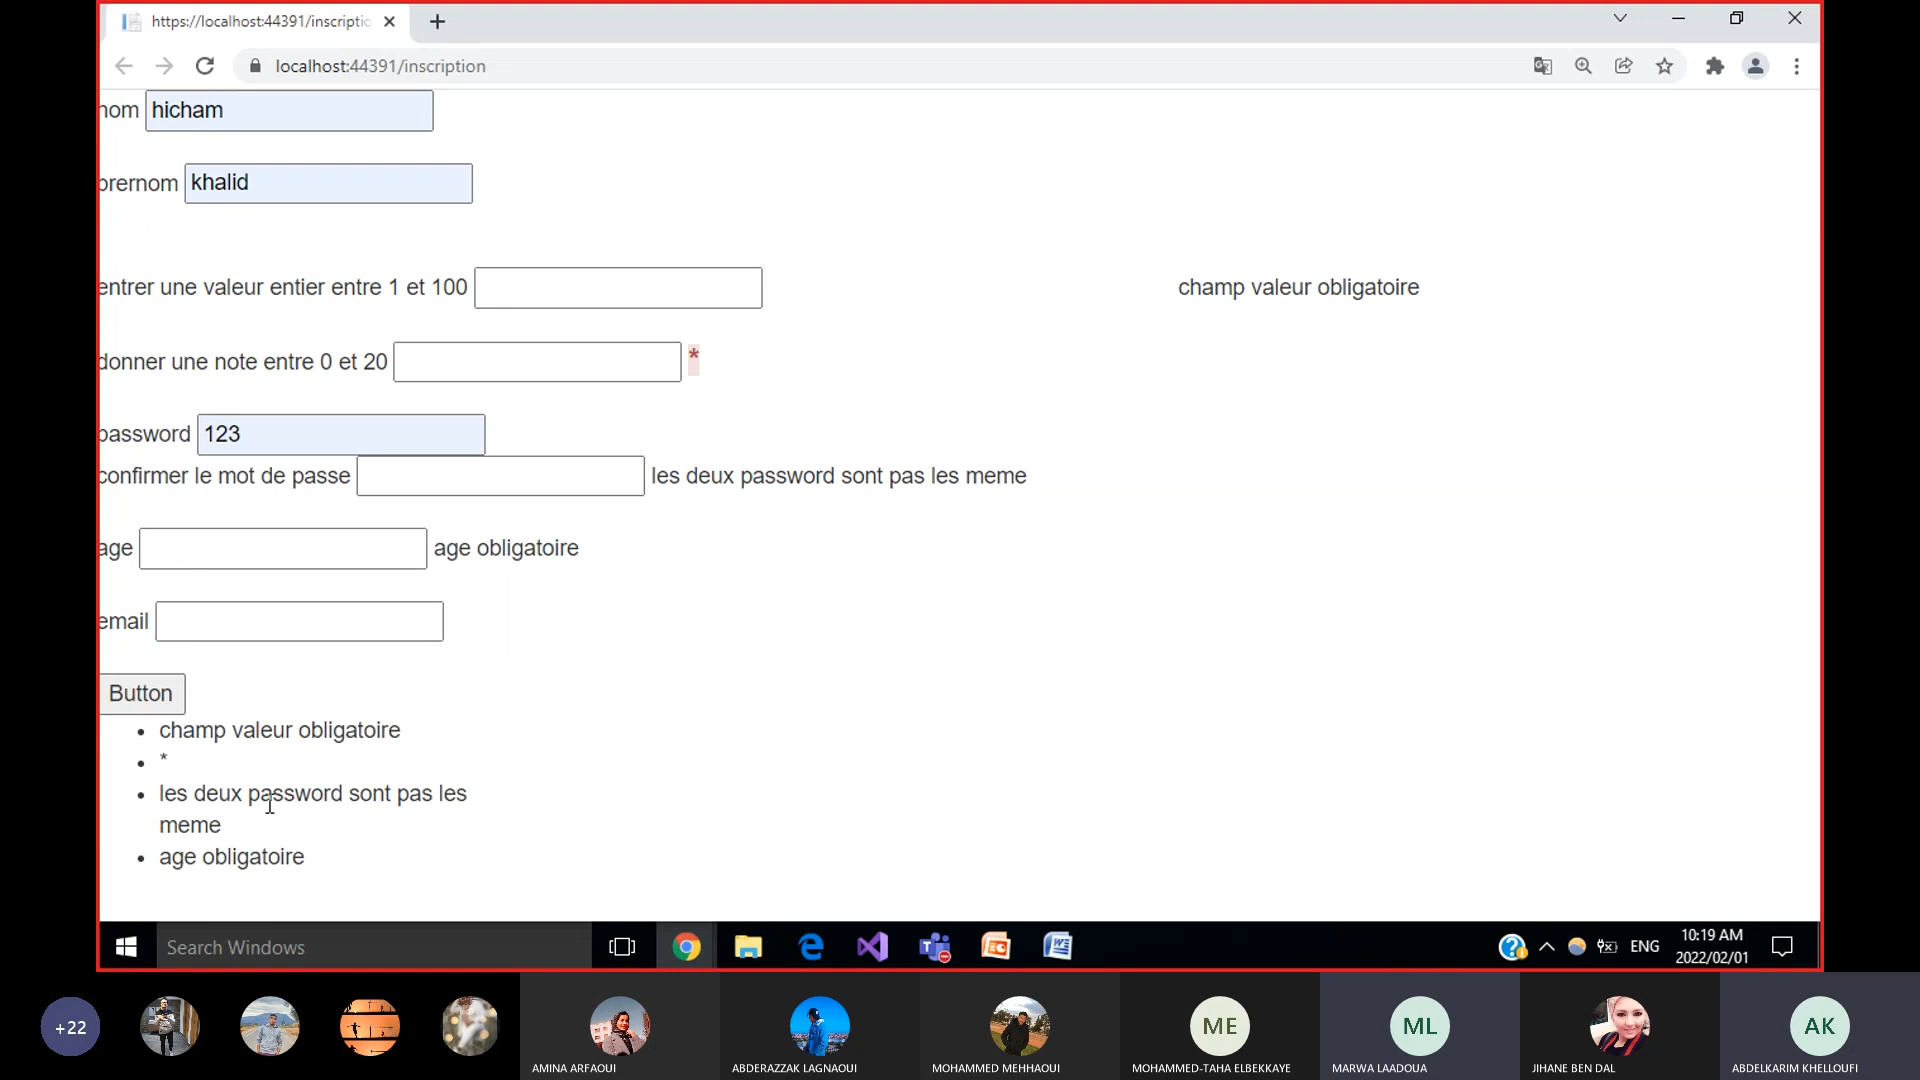 https://localhost:44391/inscriptio
localhost:44391/inscription
nom hicham
prernom khalid
entrer une valeur entier entre 1 et 100 champ valeur obligatoire
donner une note entre 0 et 20 *
password 123
confirmer le mot de passe les deux password sont pas les meme
age age obligatoire
email
Button
champ valeur obligatoire
*
les deux password sont pas les
meme
age obligatoire
Search Windows
ENG
10:19 AM
2022/02/01
+22
ME
ML
AK
AMINA ARFAOUI
ABDERAZZAK LAGNAOUI
MOHAMMED MEHHAOUI
MOHAMMED-TAHA ELBEKKAYE
MARWA LAADOUA
JIHANE BEN DAL
ABDELKARIM KHELLOUFI